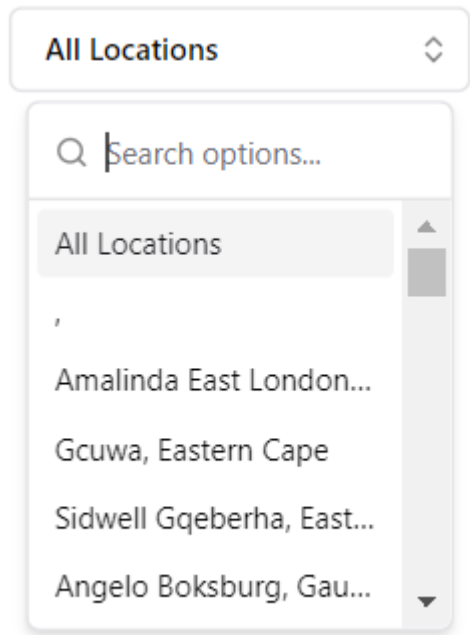 All Locations
Search options...
All Locations
,
Amalinda East London...
Gcuwa, Eastern Cape
Sidwell Gqeberha, East...
Angelo Boksburg, Gau...